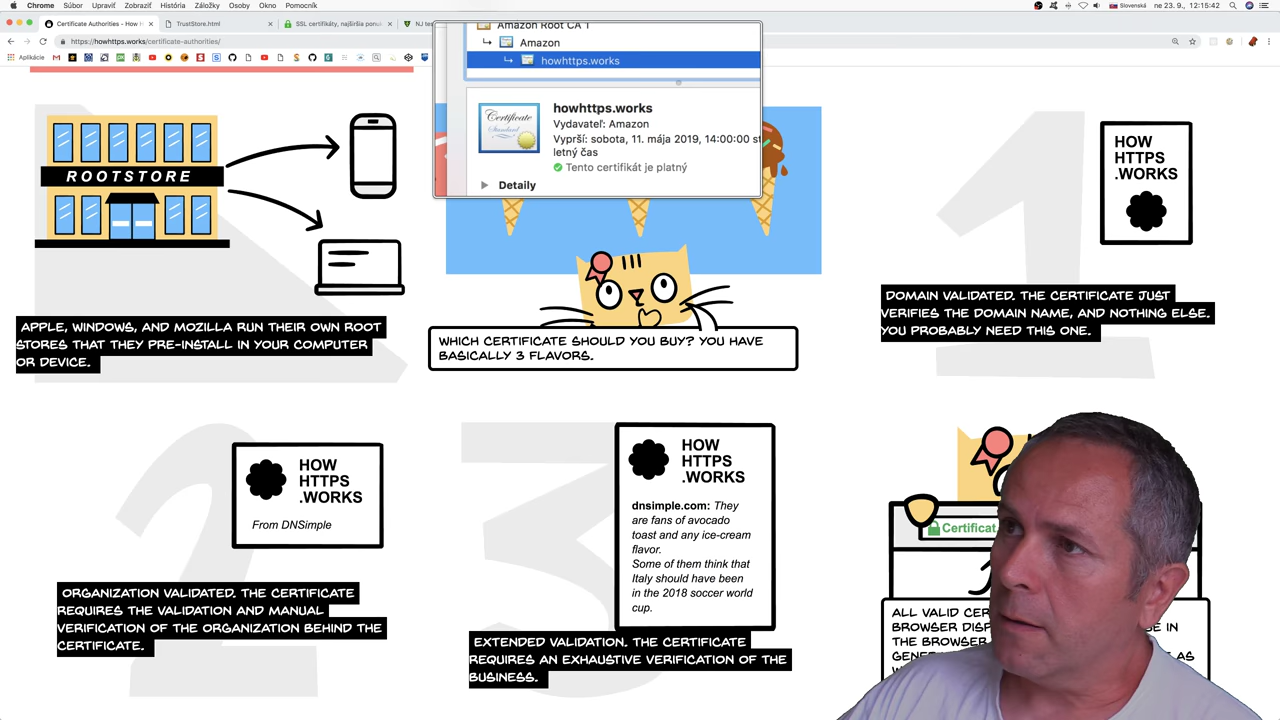 Chrome Súbor Upraviť Zobraziť História Záložky Osoby Okno Pomocník
Slovenská ne 23. 9., 12:15:42
Certificate Authorities - How H
TrustStore.html
SSL certifikáty, najširšia ponuk
NJ tes
https://howhttps.works/certificate-authorities/
Aplikácie
Amazon Root CA 1
Amazon
howhttps.works
howhttps.works
Vydavateľ: Amazon
Vyprší: sobota, 11. mája 2019, 14:00:00
letný čas
Tento certifikát je platný
Detaily
ROOTSTORE
APPLE, WINDOWS, AND MOZILLA RUN THEIR OWN ROOT
STORES THAT THEY PRE-INSTALL IN YOUR COMPUTER
OR DEVICE.
WHICH CERTIFICATE SHOULD YOU BUY? YOU HAVE
BASICALLY 3 FLAVORS.
1
HOW
HTTPS
.WORKS
DOMAIN VALIDATED. THE CERTIFICATE JUST
VERIFIES THE DOMAIN NAME, AND NOTHING ELSE.
YOU PROBABLY NEED THIS ONE.
2
HOW
HTTPS
.WORKS
From DNSimple
ORGANIZATION VALIDATED. THE CERTIFICATE
REQUIRES THE VALIDATION AND MANUAL
VERIFICATION OF THE ORGANIZATION BEHIND THE
CERTIFICATE.
3
HOW
HTTPS
.WORKS
dnsimple.com: They
are fans of avocado
toast and any ice-cream
flavor.
Some of them think that
Italy should have been
in the 2018 soccer world
cup.
EXTENDED VALIDATION. THE CERTIFICATE
REQUIRES AN EXHAUSTIVE VERIFICATION OF THE
BUSINESS.
Certificat
ALL VALID CER
BROWSER DISP
IN
THE BROWSER
AS